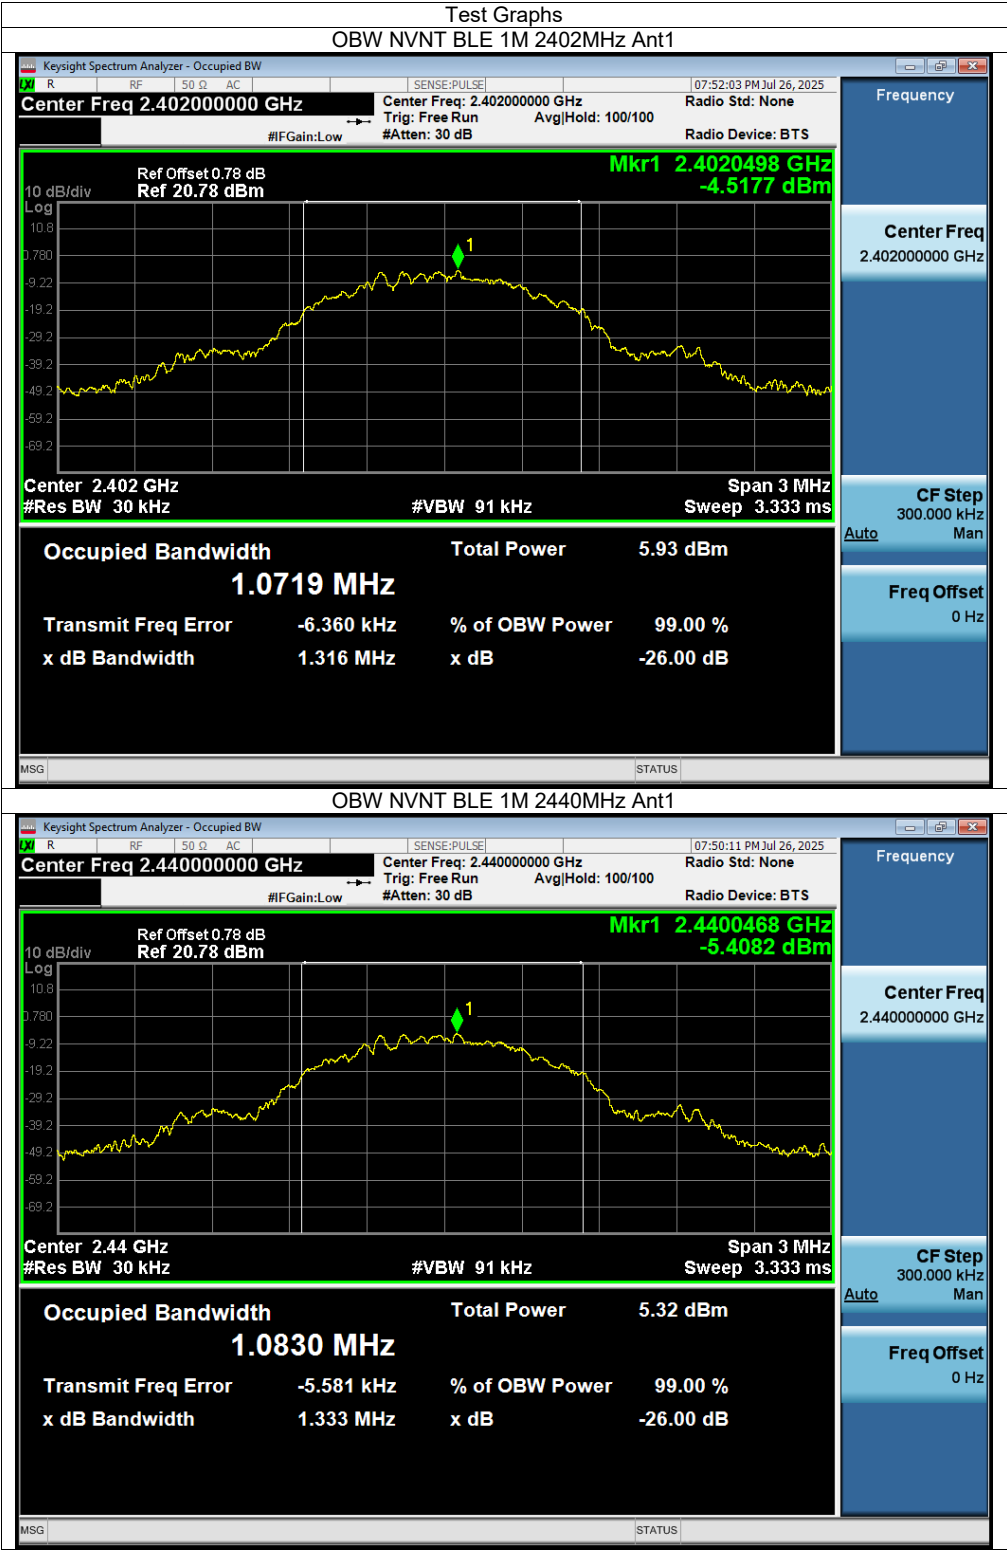 Test Graphs
OBW NVNT BLE 1M 2402MHz Ant1
Keysight Spectrum Analyzer - Occupied BW
LXI R RF 50 Ω AC SENSE:PULSE 07:52:03 PM Jul 26, 2025
Center Freq 2.402000000 GHz
Center Freq: 2.402000000 GHz
Radio Std: None
Trig: Free Run Avg|Hold: 100/100
#IFGain:Low
#Atten: 30 dB
Radio Device: BTS
Frequency
Mkr1 2.4020498 GHz
-4.5177 dBm
Ref Offset 0.78 dB
10 dB/div Ref 20.78 dBm
Log
10.8
0.780
-9.22
-19.2
-29.2
-39.2
-49.2
-59.2
-69.2
1
Center Freq
2.402000000 GHz
Center 2.402 GHz Span 3 MHz
#Res BW 30 kHz #VBW 91 kHz Sweep 3.333 ms
CF Step
300.000 kHz
Auto Man
Freq Offset
0 Hz
Occupied Bandwidth Total Power 5.93 dBm
1.0719 MHz
Transmit Freq Error -6.360 kHz % of OBW Power 99.00 %
x dB Bandwidth 1.316 MHz x dB -26.00 dB
MSG STATUS
OBW NVNT BLE 1M 2440MHz Ant1
Keysight Spectrum Analyzer - Occupied BW
LXI R RF 50 Ω AC SENSE:PULSE 07:50:11 PM Jul 26, 2025
Center Freq 2.440000000 GHz
Center Freq: 2.440000000 GHz
Radio Std: None
Trig: Free Run Avg|Hold: 100/100
#IFGain:Low
#Atten: 30 dB
Radio Device: BTS
Frequency
Mkr1 2.4400468 GHz
-5.4082 dBm
Ref Offset 0.78 dB
10 dB/div Ref 20.78 dBm
Log
10.8
0.780
-9.22
-19.2
-29.2
-39.2
-49.2
-59.2
-69.2
1
Center Freq
2.440000000 GHz
Center 2.44 GHz Span 3 MHz
#Res BW 30 kHz #VBW 91 kHz Sweep 3.333 ms
CF Step
300.000 kHz
Auto Man
Freq Offset
0 Hz
Occupied Bandwidth Total Power 5.32 dBm
1.0830 MHz
Transmit Freq Error -5.581 kHz % of OBW Power 99.00 %
x dB Bandwidth 1.333 MHz x dB -26.00 dB
MSG STATUS